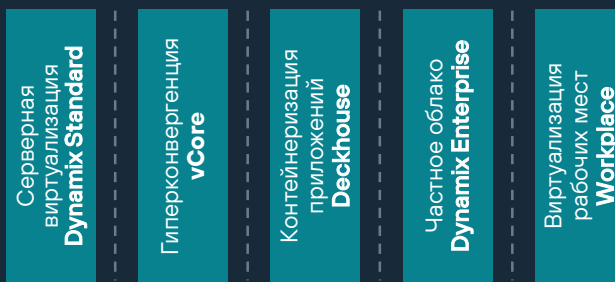 Серверная
виртуализация
Dynamix Standard
Гиперконвергенция
vCore
Контейнеризация
приложений
Deckhouse
Частное облако
Dynamix Enterprise
Виртуализация
рабочих мест
Workplace